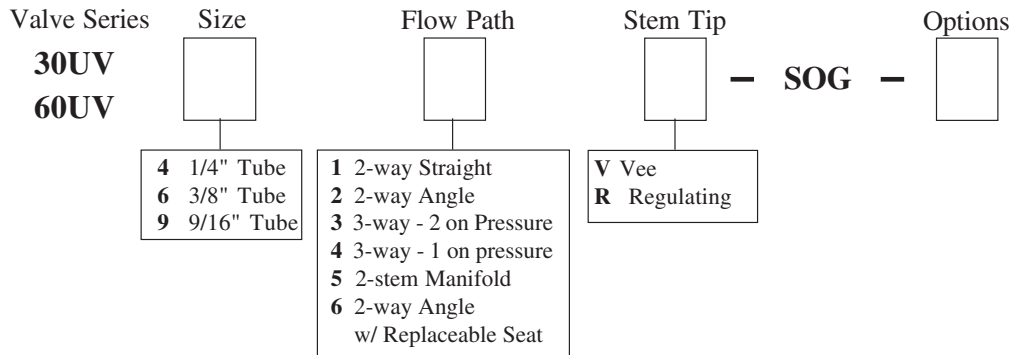 Valve Series Size Flow Path Stem Tip Options
30UV
60UV
– SOG –
4 1/4" Tube
6 3/8" Tube
9 9/16" Tube
1 2-way Straight
2 2-way Angle
3 3-way - 2 on Pressure
4 3-way - 1 on pressure
5 2-stem Manifold
6 2-way Angle
w/ Replaceable Seat
V Vee
R Regulating